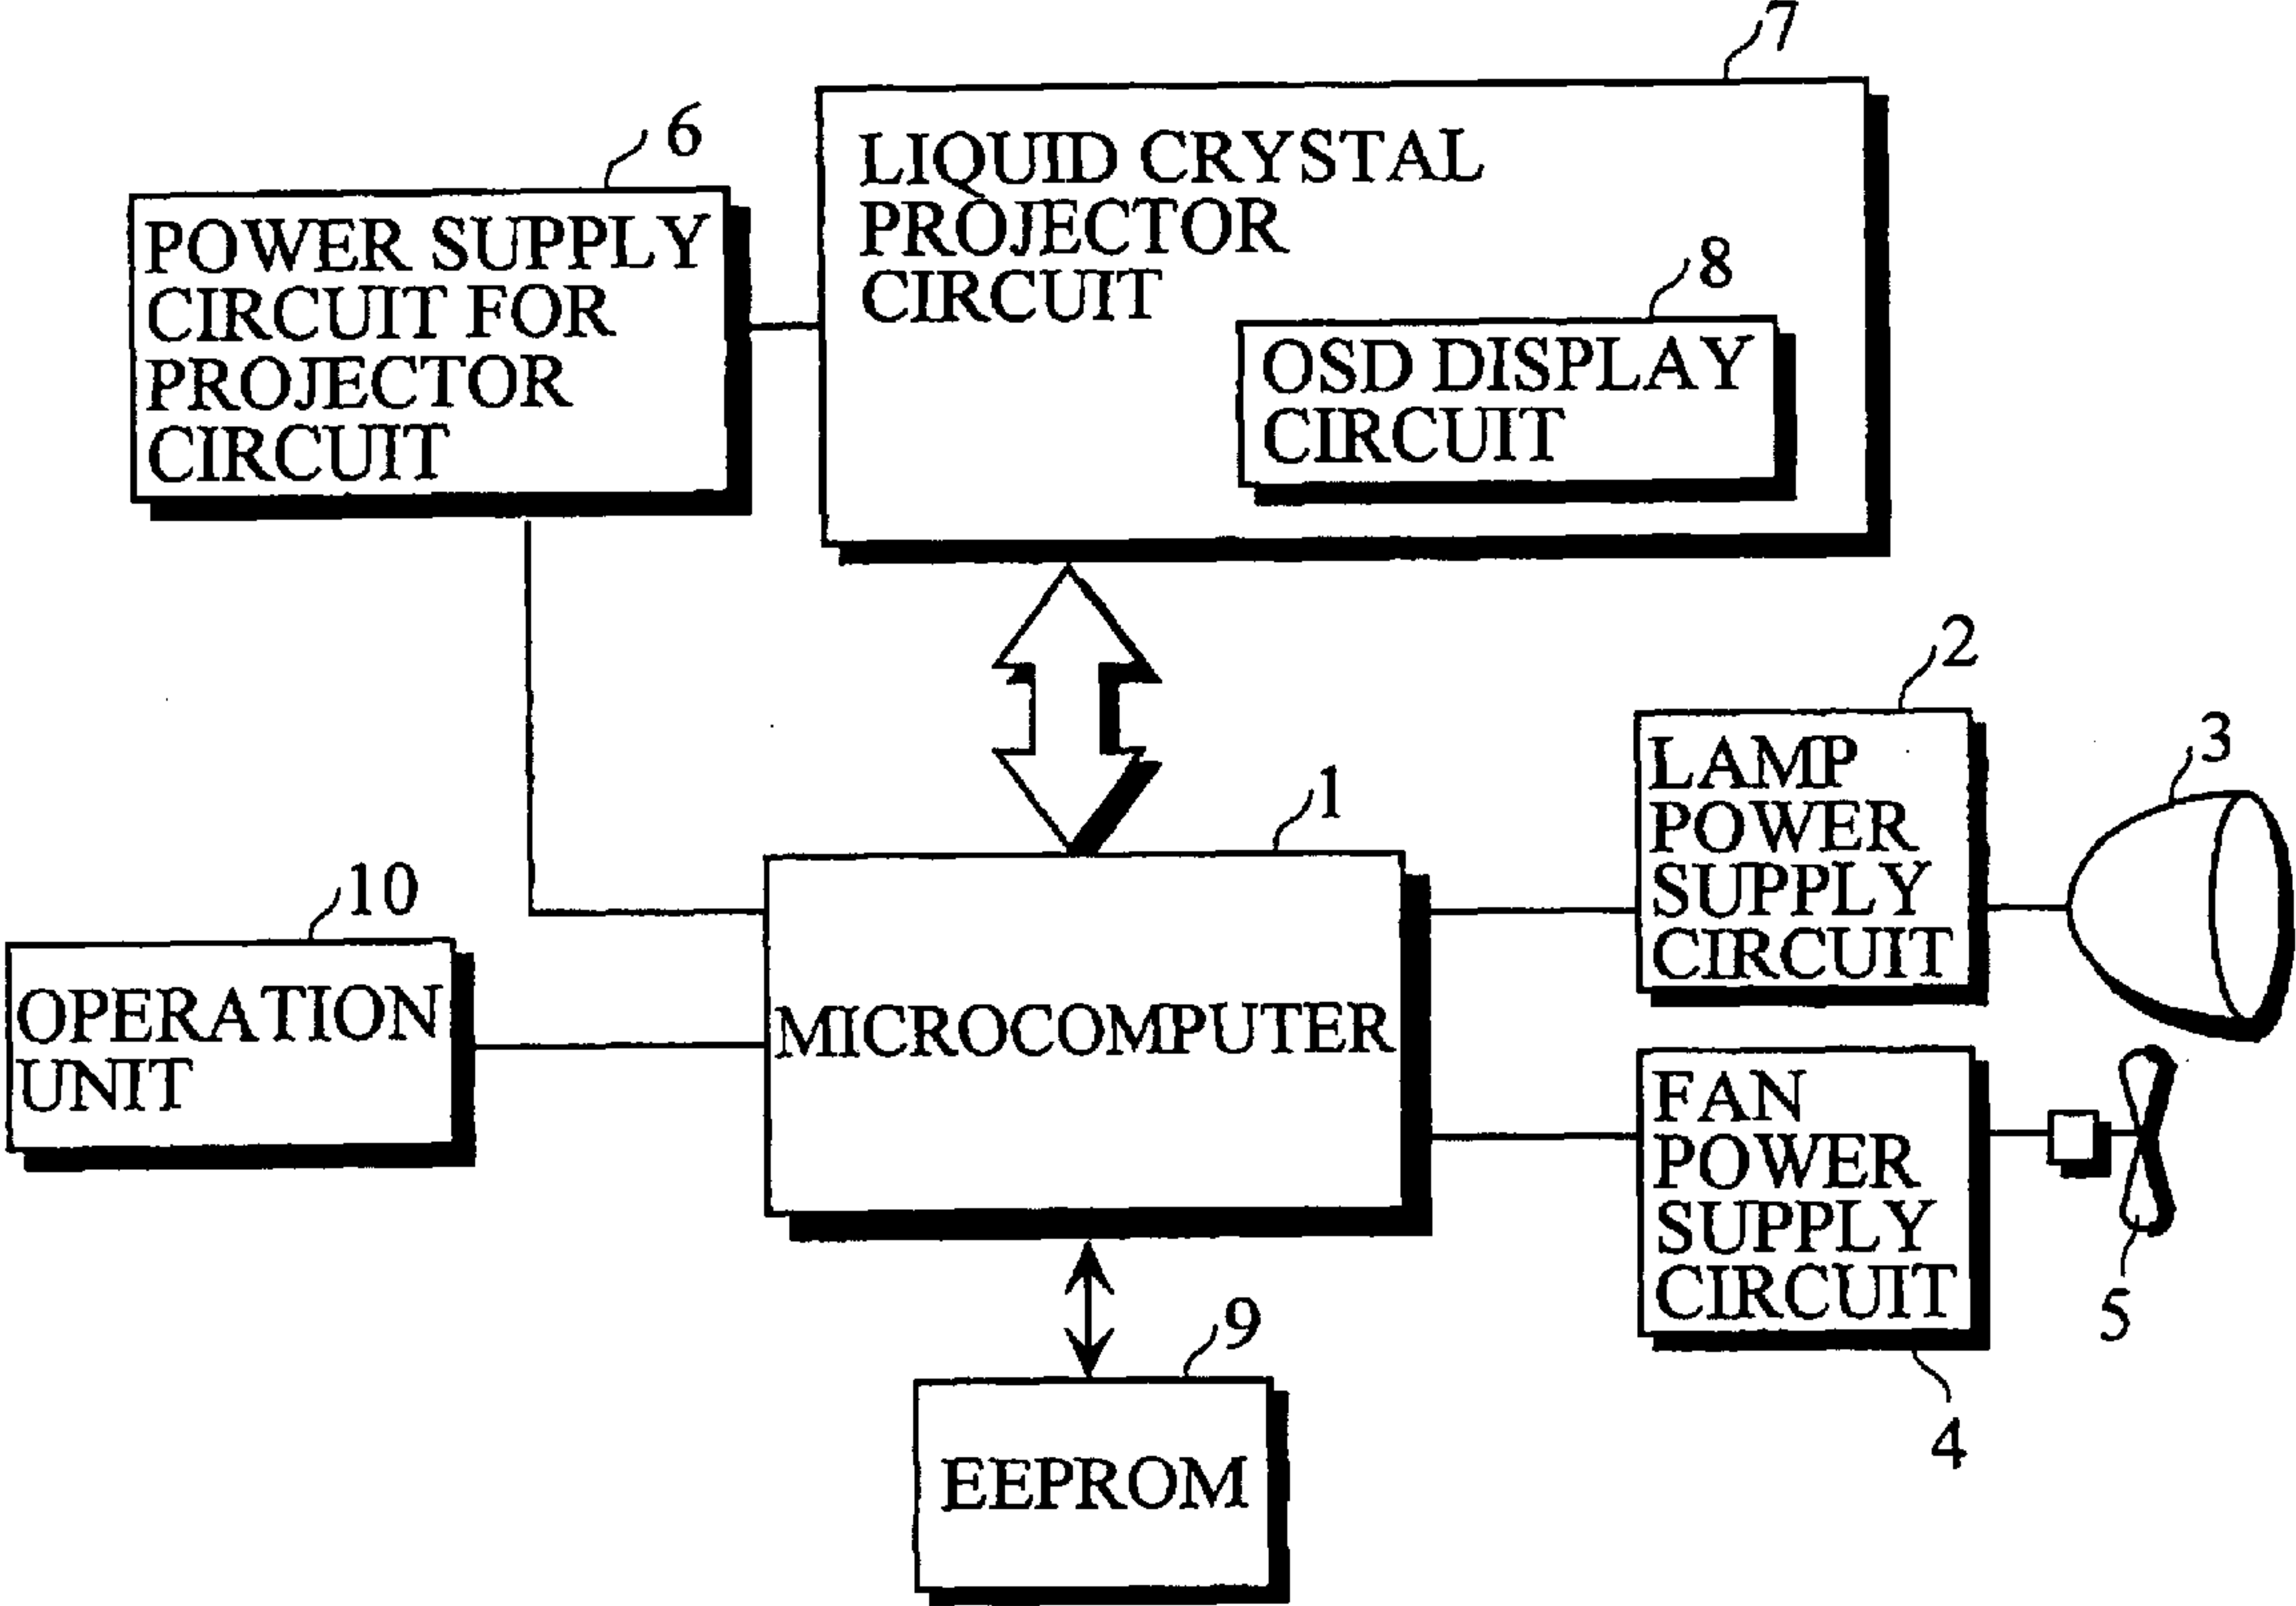 7
6
LIQUID CRYSTAL
PROJECTOR
CIRCUIT
POWER SUPPLY
CIRCUIT FOR
PROJECTOR
CIRCUIT
8
OSD DISPLAY
CIRCUIT
2
LAMP
POWER
SUPPLY
CIRCUIT
3
1
MICROCOMPUTER
10
OPERATION
UNIT
FAN
POWER
SUPPLY
CIRCUIT
5
4
9
EEPROM